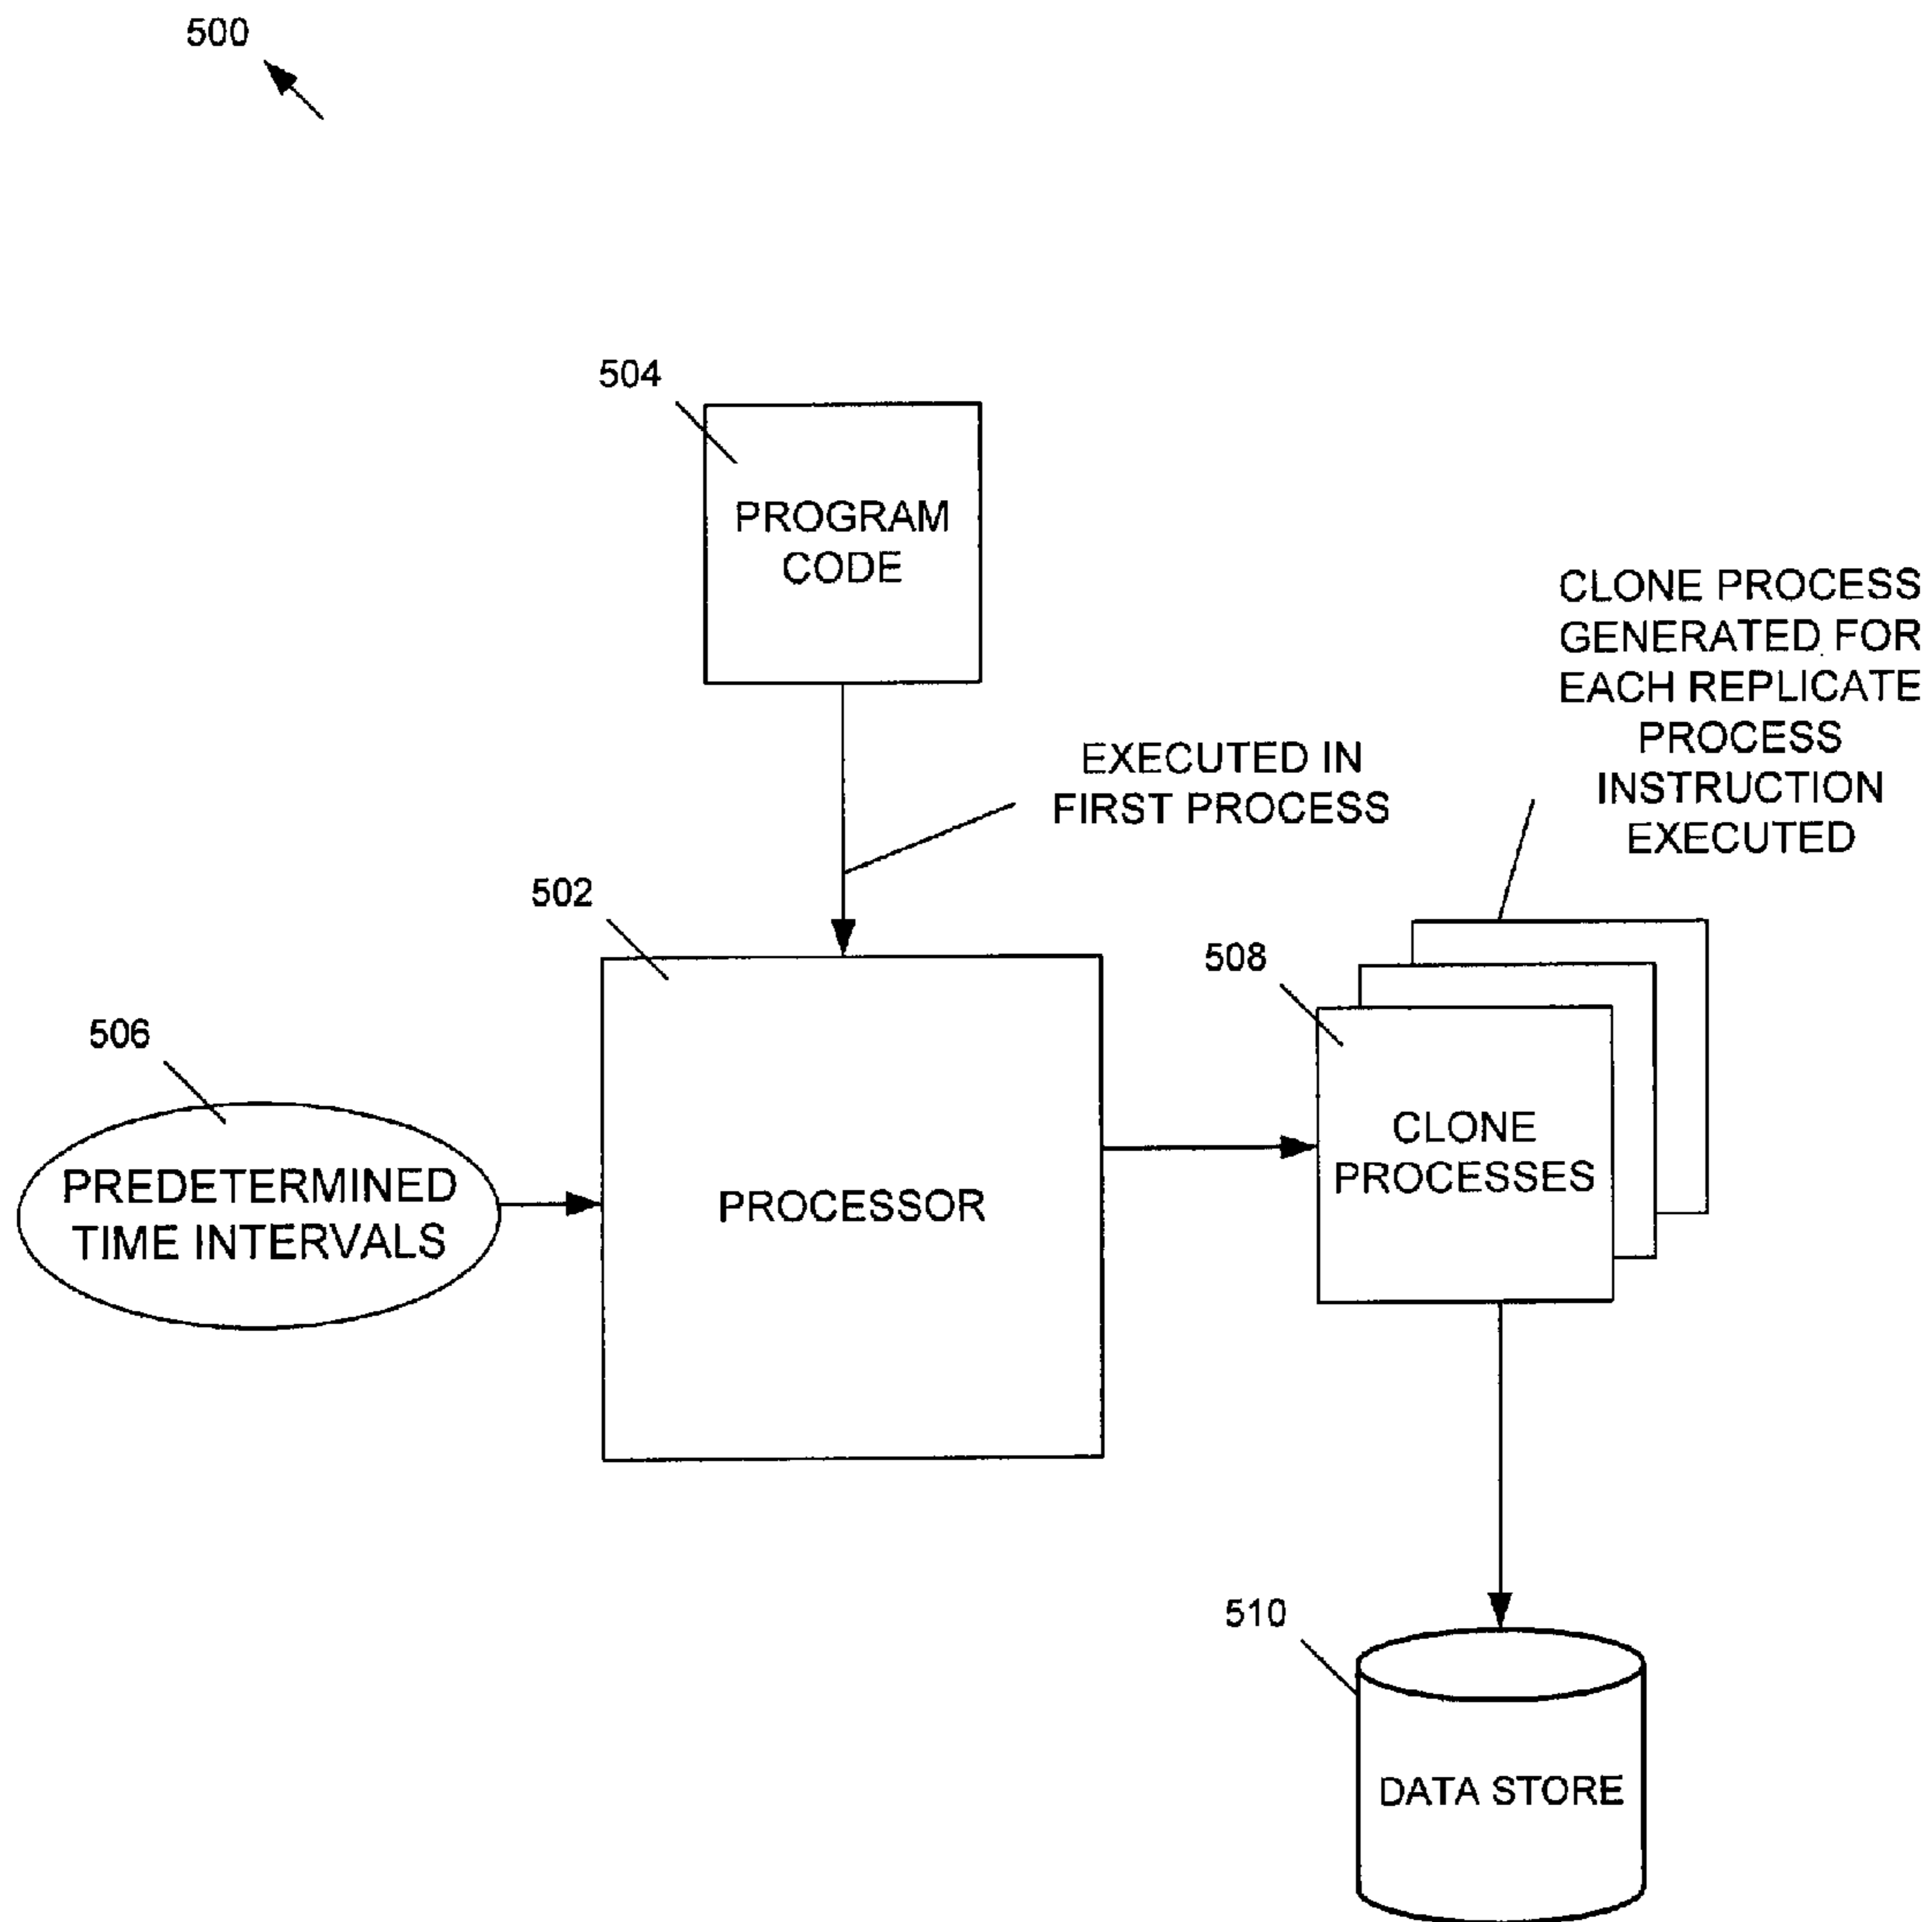 500
504
PROGRAM
CODE
CLONE PROCESS
GENERATED FOR
EACH REPLICATE
PROCESS
INSTRUCTION
EXECUTED
EXECUTED IN
FIRST PROCESS
502
508
506
PREDETERMINED
TIME INTERVALS
PROCESSOR
CLONE
PROCESSES
510
DATA STORE